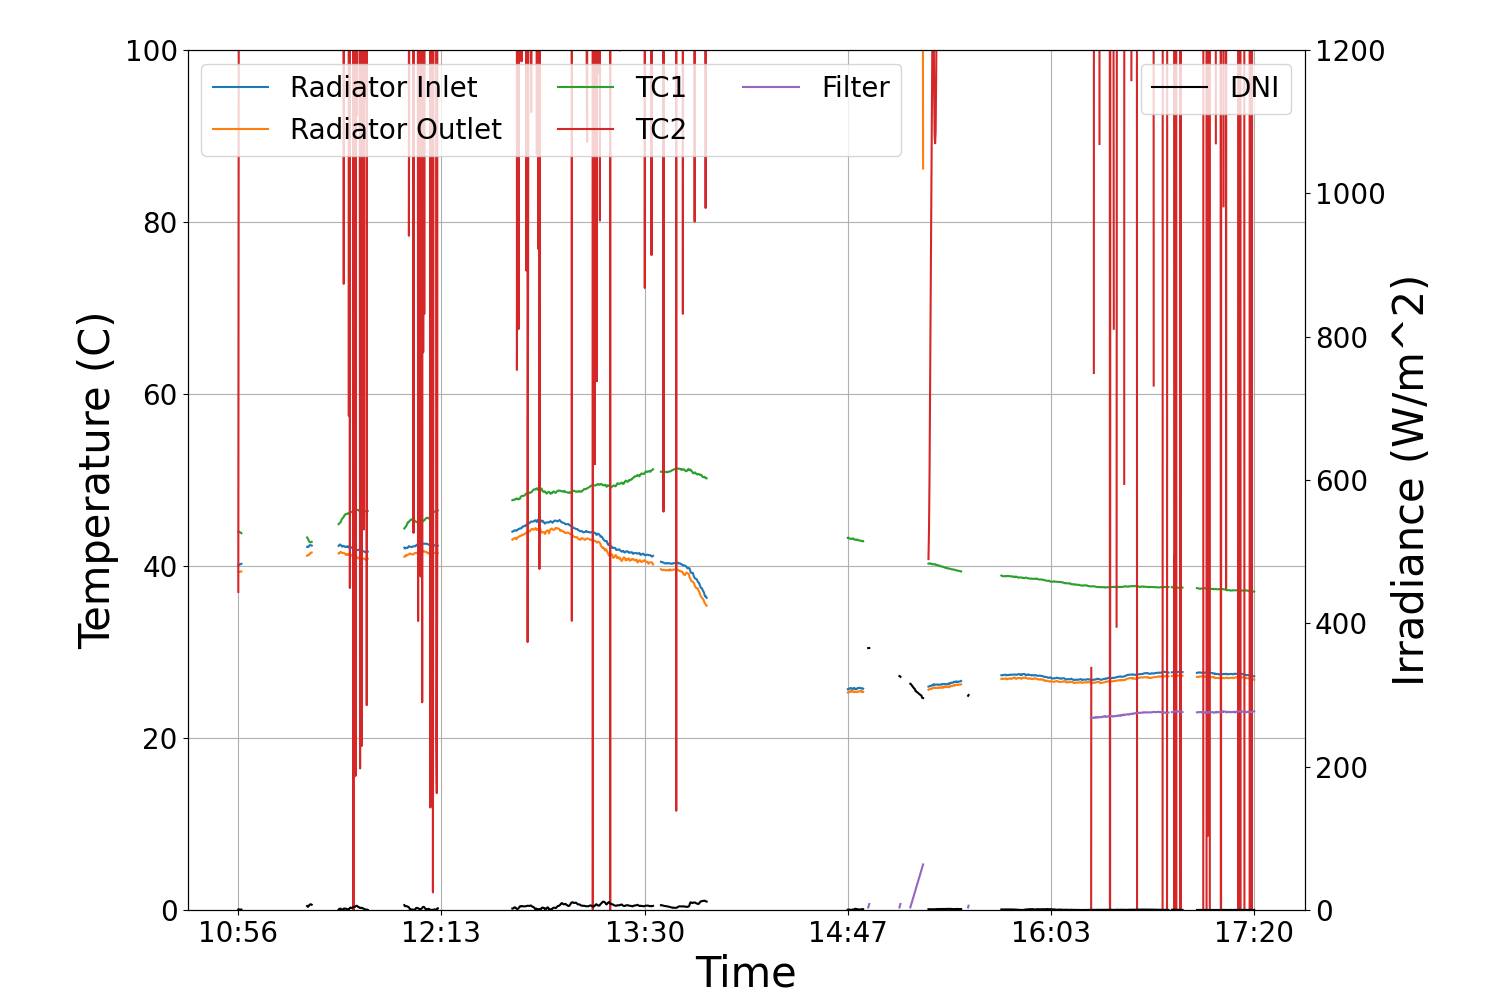 100
80
60
40
20
0
Temperature (C)
Radiator Inlet
Radiator Outlet
TC1
TC2
Filter
DNI
1200
1000
800
600
400
200
0
Irradiance (W/m^2)
10:56 12:13 13:30 14:47 16:03 17:20
Time